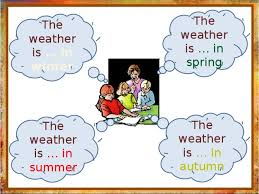 The
weather
is ... in
winter
The
weather
is ... in
spring
The
weather
is ... in
summer
The
weather
is ... in
autumn